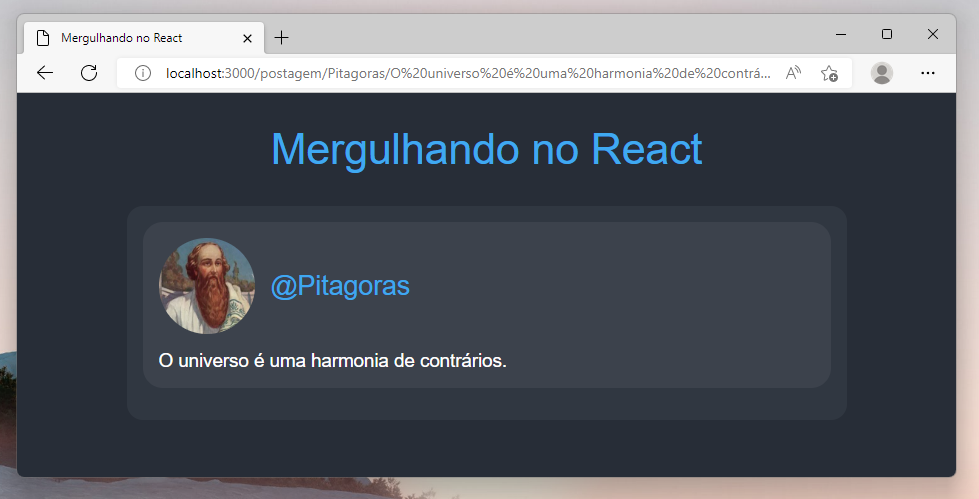 Mergulhando no React
localhost:3000/postagem/Pitagoras/O%20universo%20é%20uma%20harmonia%20de%20contrá...
Mergulhando no React
@Pitagoras
O universo é uma harmonia de contrários.